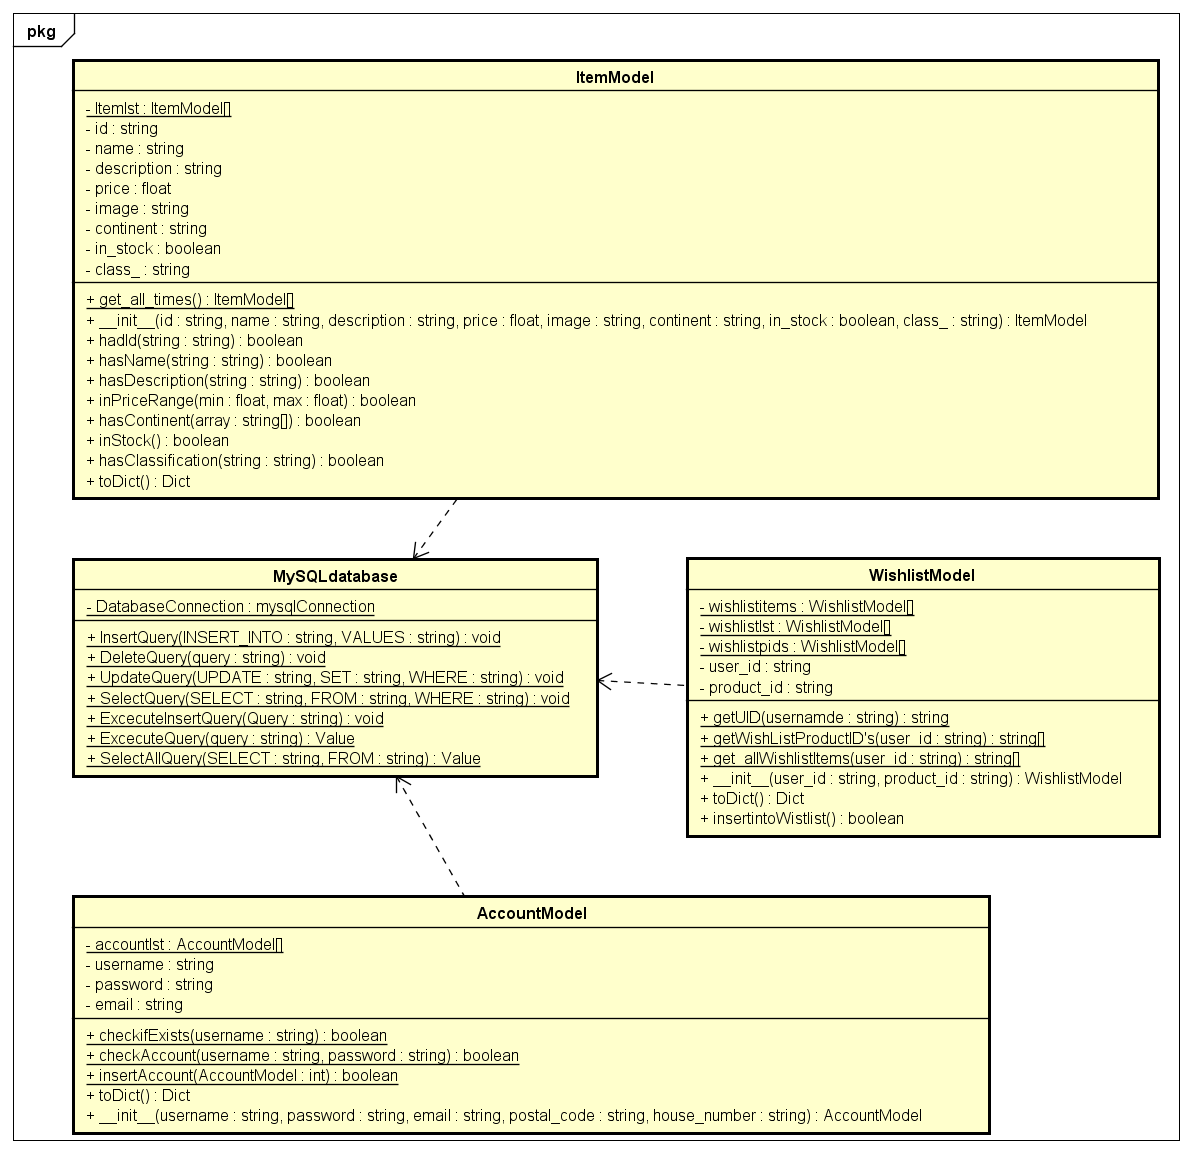 pkg
ItemModel
- Itemlst : ItemModel[]
- id : string
- name : string
- description : string
- price : float
- image : string
- continent : string
- in_stock : boolean
- class_ : string
+ get_all_times() : ItemModel[]
+ __init__(id : string, name : string, description : string, price : float, image : string, continent : string, in_stock : boolean, class_ : string) : ItemModel
+ hadId(string : string) : boolean
+ hasName(string : string) : boolean
+ hasDescription(string : string) : boolean
+ inPriceRange(min : float, max : float) : boolean
+ hasContinent(array : string[]) : boolean
+ inStock() : boolean
+ hasClassification(string : string) : boolean
+ toDict() : Dict
MySQLdatabase
- DatabaseConnection : mysqlConnection
+ InsertQuery(INSERT_INTO : string, VALUES : string) : void
+ DeleteQuery(query : string) : void
+ UpdateQuery(UPDATE : string, SET : string, WHERE : string) : void
+ SelectQuery(SELECT : string, FROM : string, WHERE : string) : void
+ ExcecuteInsertQuery(Query : string) : void
+ ExcecuteQuery(query : string) : Value
+ SelectAllQuery(SELECT : string, FROM : string) : Value
WishlistModel
- wishlistitems : WishlistModel[]
- wishlistlst : WishlistModel[]
- wishlistpids : WishlistModel[]
- user_id : string
- product_id : string
+ getUID(usernamde : string) : string
+ getWishListProductID's(user_id : string) : string[]
+ get_allWishlistItems(user_id : string) : string[]
+ __init__(user_id : string, product_id : string) : WishlistModel
+ toDict() : Dict
+ insertintoWistlist() : boolean
AccountModel
- accountlst : AccountModel[]
- username : string
- password : string
- email : string
+ checkifExists(username : string) : boolean
+ checkAccount(username : string, password : string) : boolean
+ insertAccount(AccountModel : int) : boolean
+ toDict() : Dict
+ __init__(username : string, password : string, email : string, postal_code : string, house_number : string) : AccountModel